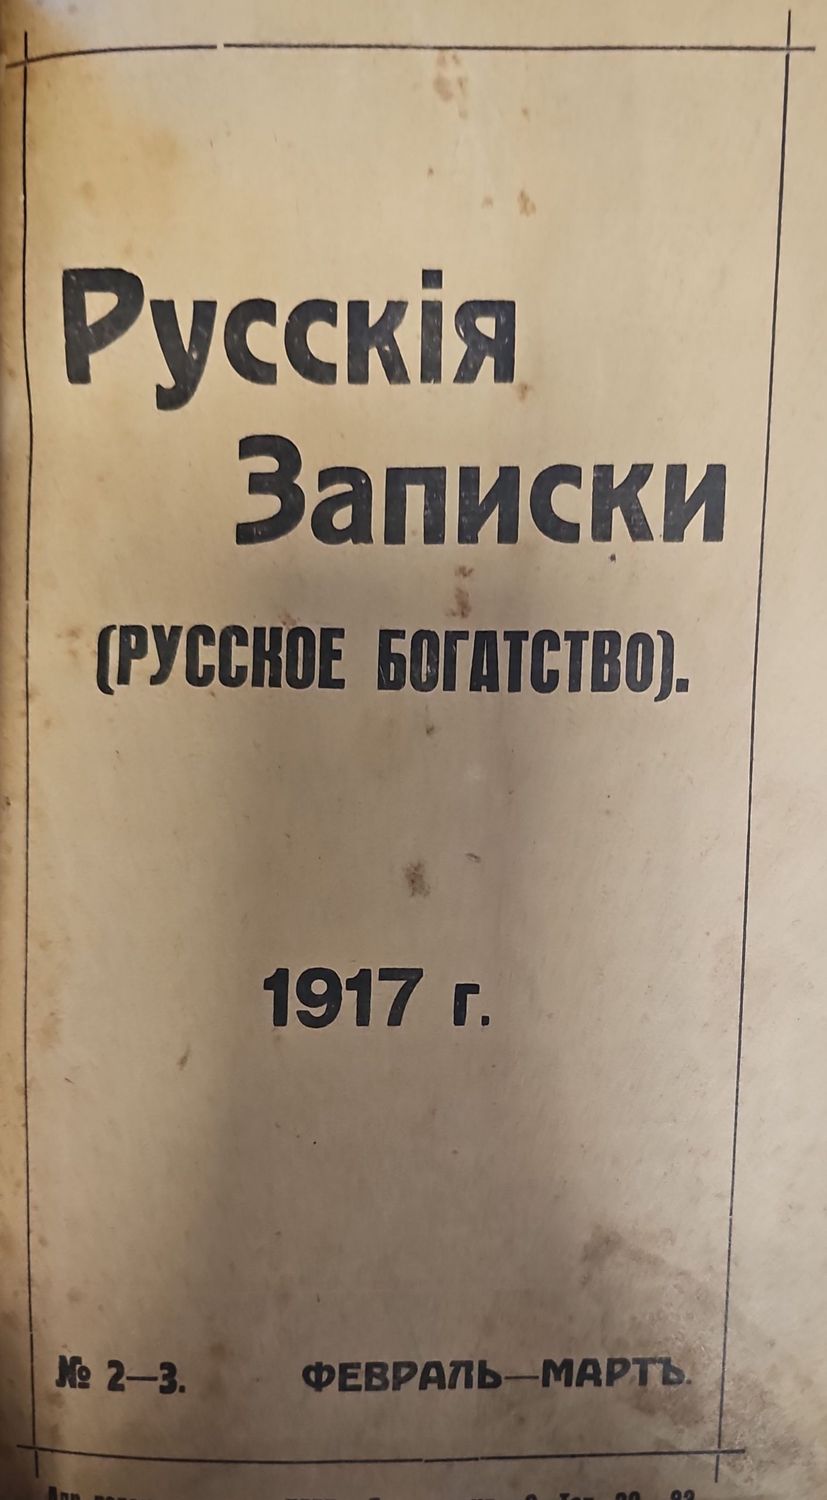 Русскія
Записки
(РУССКОЕ БОГАТСТВО).
1917 г.
№ 2—3. ФЕВРАЛЬ—МАРТЪ.